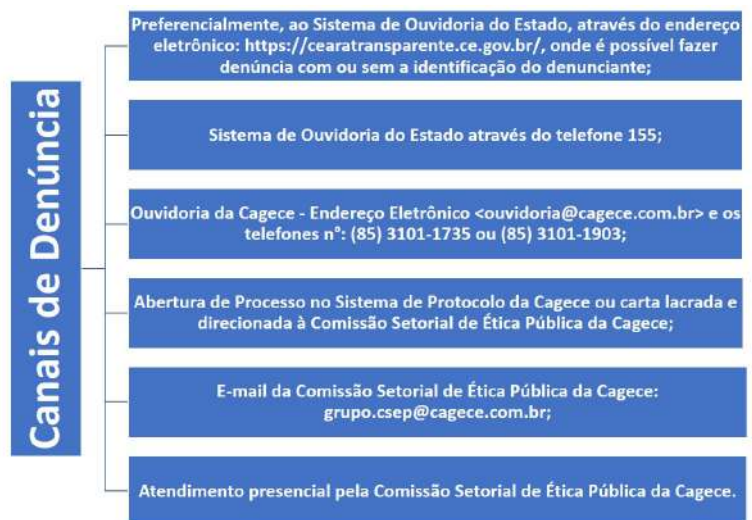 Canais de Denúncia
Preferencialmente, ao Sistema de Ouvidoria do Estado, através do endereço
eletrônico: https://cearatransparente.ce.gov.br/, onde é possível fazer
denúncia com ou sem a identificação do denunciante;
Sistema de Ouvidoria do Estado através do telefone 155;
Ouvidoria da Cagece - Endereço Eletrônico <ouvidoria@cagece.com.br> e os
telefones n°: (85) 3101-1735 ou (85) 3101-1903;
Abertura de Processo no Sistema de Protocolo da Cagece ou carta lacrada e
direcionada à Comissão Setorial de Ética Pública da Cagece;
E-mail da Comissão Setorial de Ética Pública da Cagece:
grupo.csep@cagece.com.br;
Atendimento presencial pela Comissão Setorial de Ética Pública da Cagece.